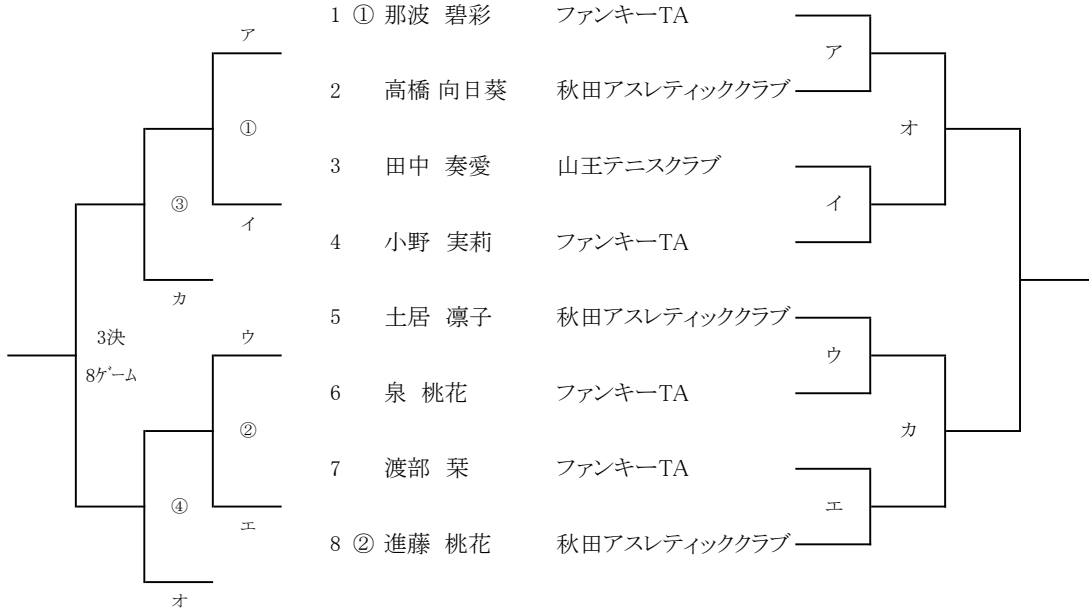 1 ① 那波 碧彩 ファンキーTA
ア
ア
2 高橋 向日葵 秋田アスレティッククラブ
①
オ
3 田中 奏愛 山王テニスクラブ
③
イ
イ
4 小野 実莉 ファンキーTA
カ
5 土居 凛子 秋田アスレティッククラブ
3決
ウ
ウ
8ゲーム
6 泉 桃花 ファンキーTA
②
カ
7 渡部 栞 ファンキーTA
④
エ
エ
8 ② 進藤 桃花 秋田アスレティッククラブ
オ